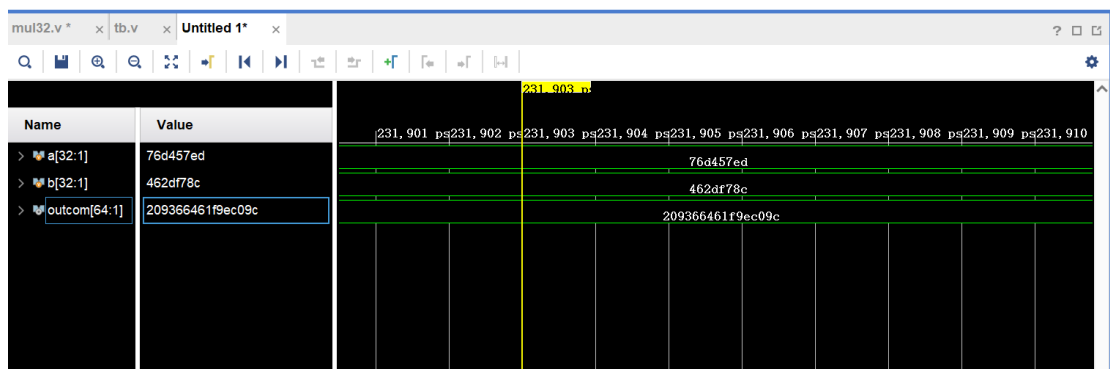 mul32.v * × tb.v × Untitled 1* × ?
231,903 ps
Name Value
231,901 ps 231,902 ps 231,903 ps 231,904 ps 231,905 ps 231,906 ps 231,907 ps 231,908 ps 231,909 ps 231,910
> a[32:1] 76d457ed 76d457ed
> b[32:1] 462df78c 462df78c
> outcom[64:1] 209366461f9ec09c 209366461f9ec09c